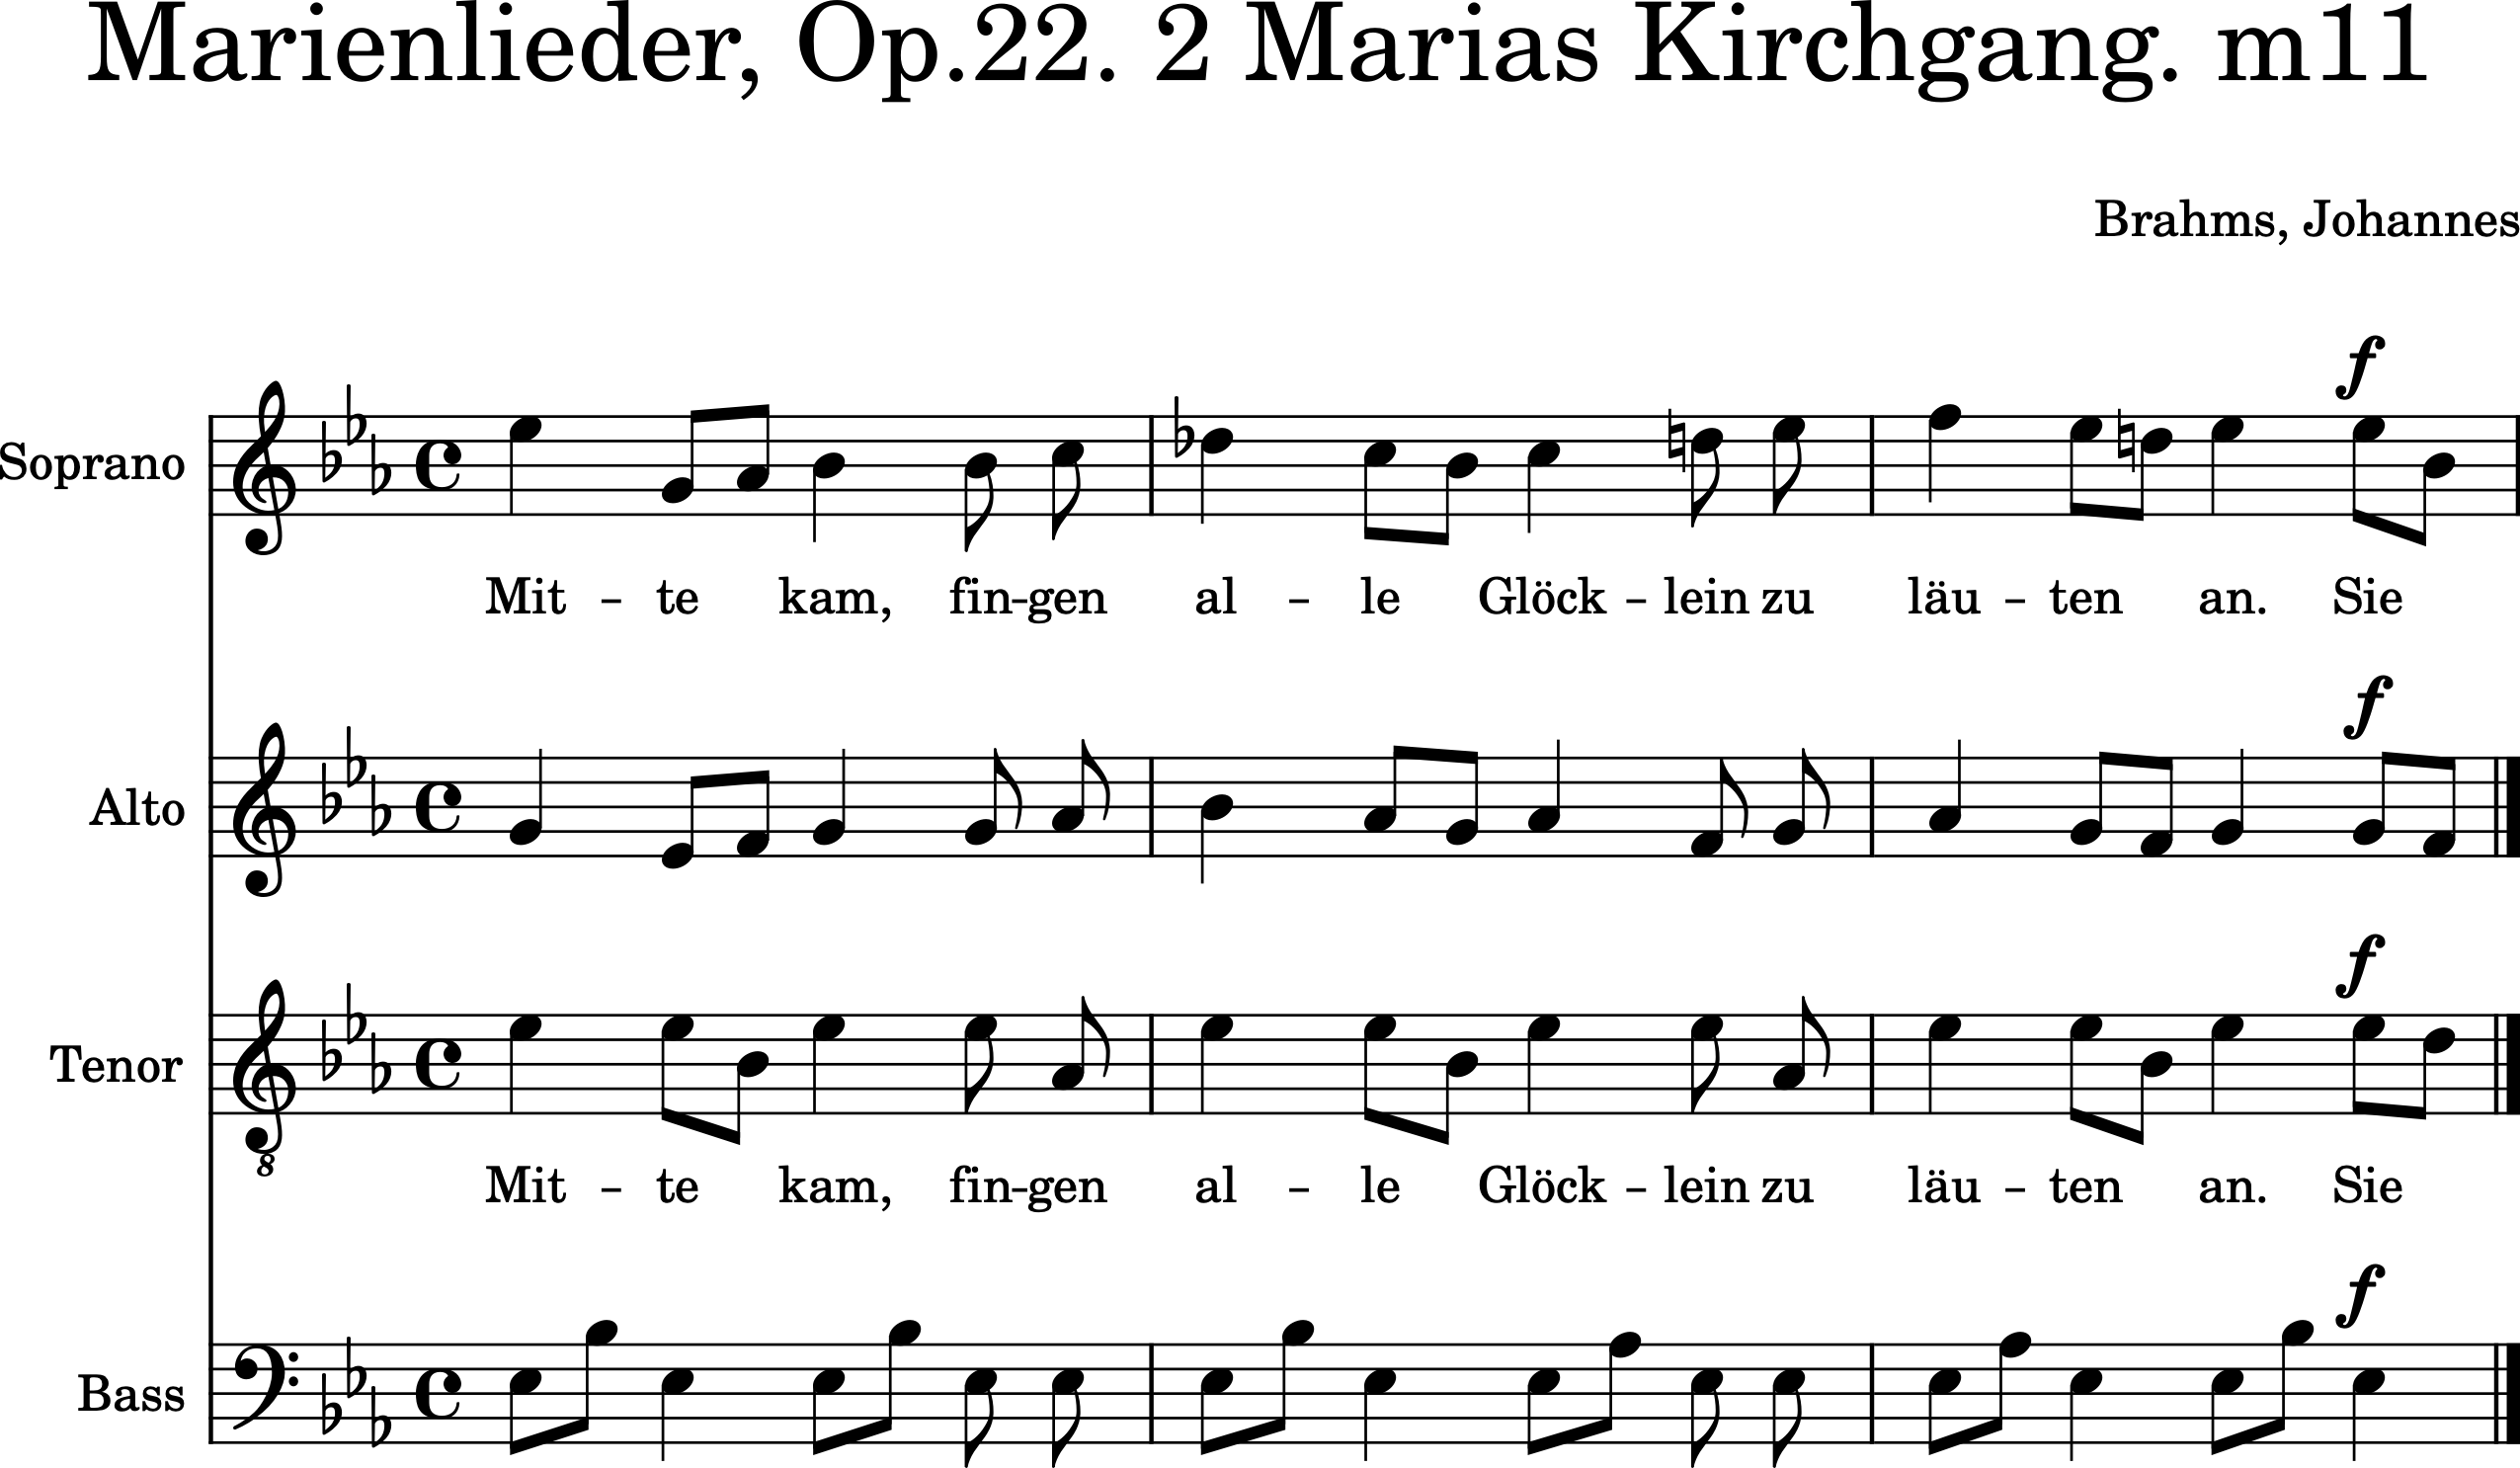 Marienlieder, Op.22. 2 Marias Kirchgang. m11
Brahms, Johannes
f
Soprano
Mit – te kam, fin-gen al – le Glöck – lein zu läu – ten an. Sie
f
Alto
f
Tenor
8
Mit – te kam, fin-gen al – le Glöck – lein zu läu – ten an. Sie
f
Bass